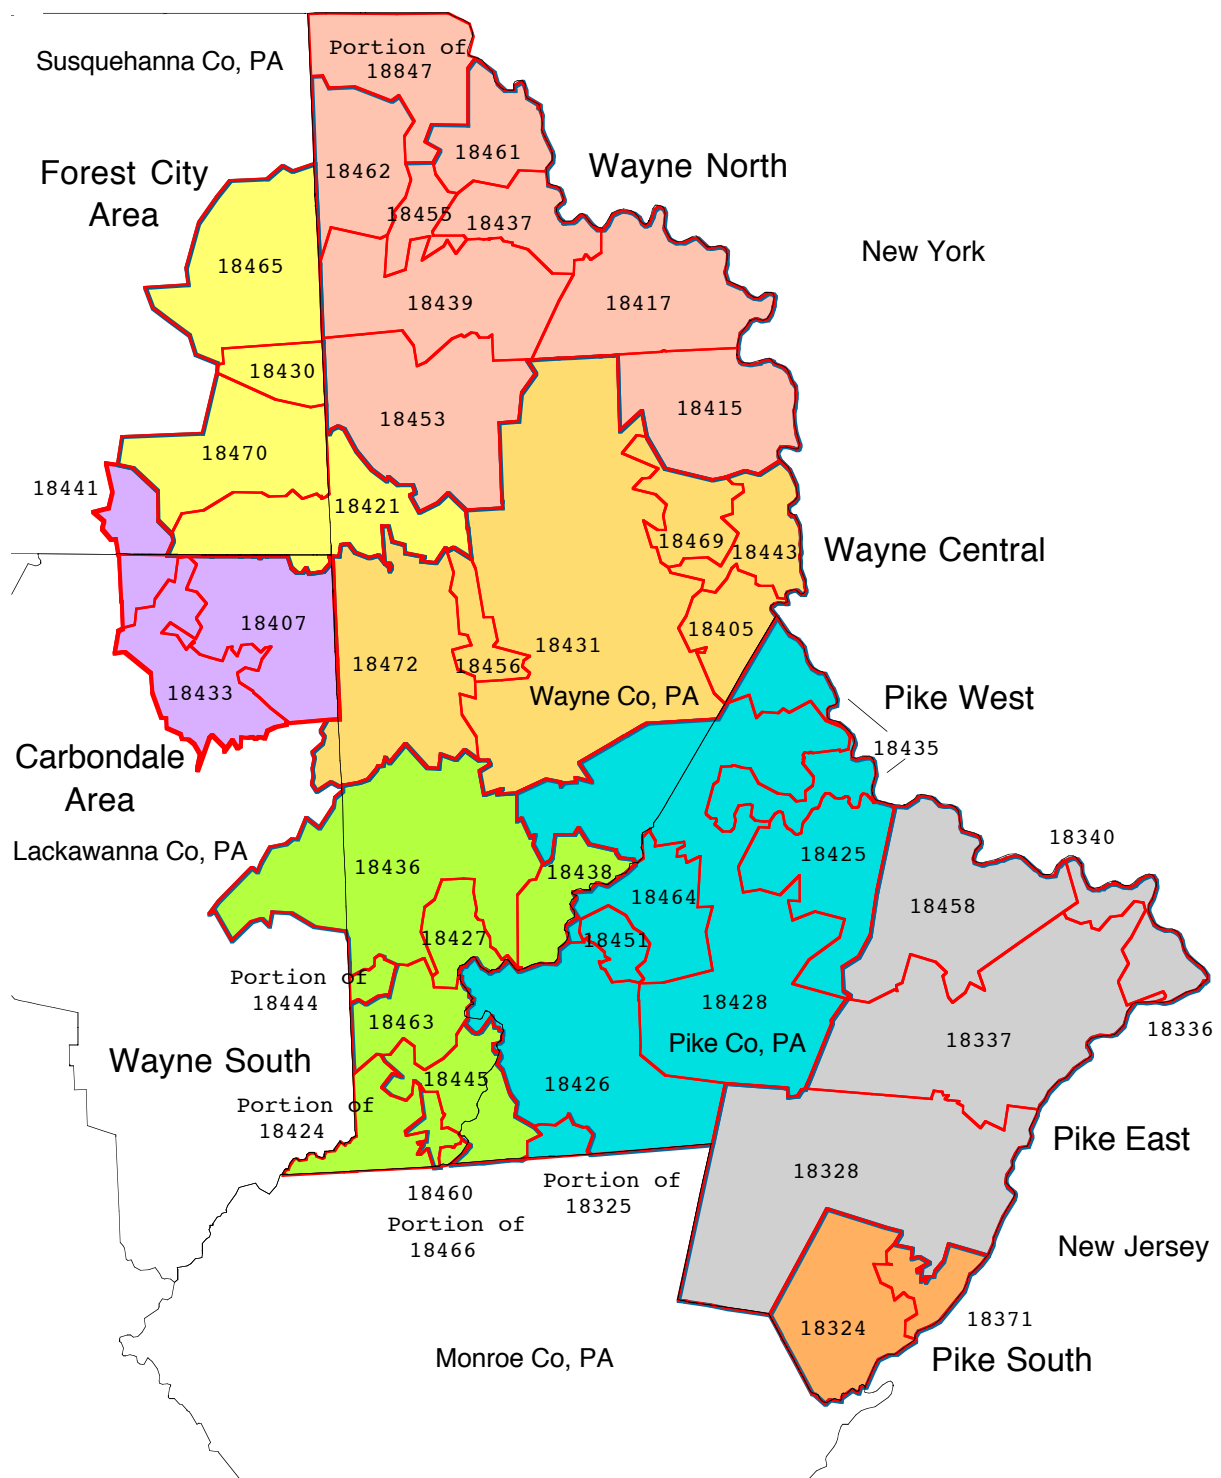 Portion of
18847
Susquehanna Co, PA
18461
Wayne North
18462
Forest City
Area
18455
18437
New York
18465
18439
18417
18430
18415
18453
18470
18441
18421
18469
18443
Wayne Central
18407
18405
18431
18472
18456
18433
Wayne Co, PA
Pike West
18435
Carbondale
Area
18340
Lackawanna Co, PA
18425
18436
18438
18464
18458
18427
18451
Portion of
18444
18428
18463
18336
18337
Pike Co, PA
Wayne South
18445
18426
Portion of
18424
Pike East
18328
18460
Portion of
18325
Portion of
18466
New Jersey
18371
18324
Monroe Co, PA
Pike South